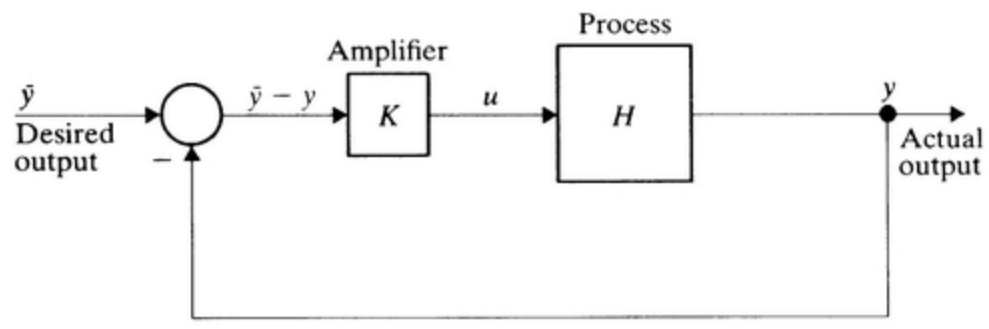 Process
Amplifier
ȳ
ȳ − y
K
u
H
y
Desired
output
−
Actual
output